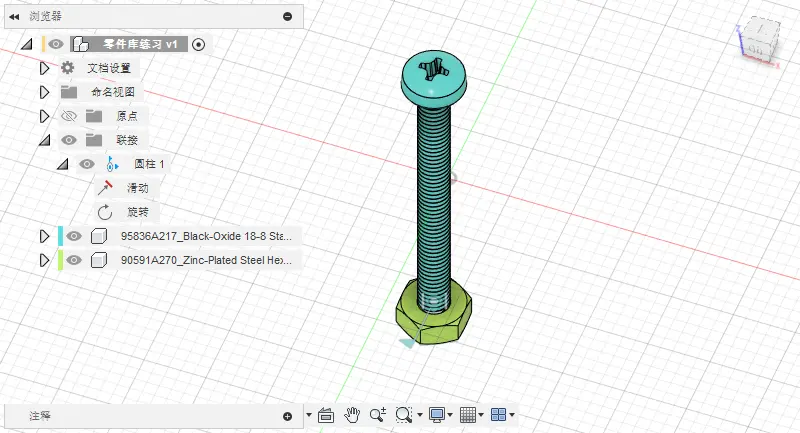 浏览器
零件库练习 v1
文档设置
命名视图
原点
联接
圆柱 1
滑动
旋转
95836A217_Black-Oxide 18-8 Sta...
90591A270_Zinc-Plated Steel Hex...
注释